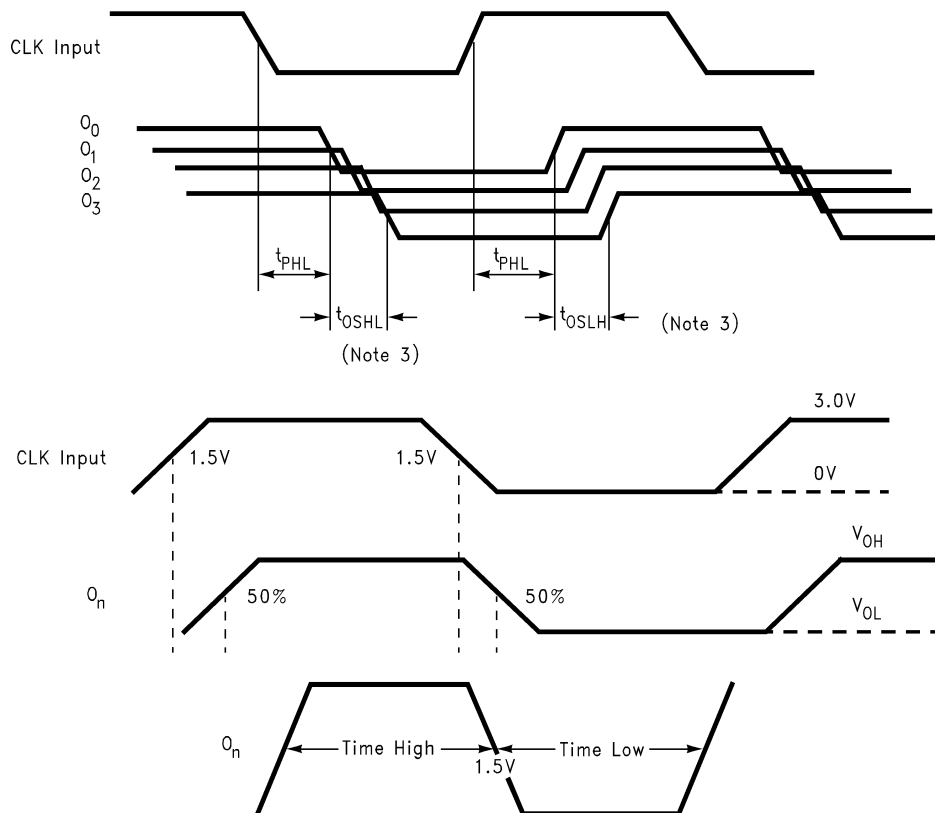 CLK Input
O0
O1
O2
O3
tPHL
tPHL
tOSHL
tOSLH
(Note 3)
(Note 3)
3.0V
CLK Input
1.5V
1.5V
0V
VOH
On
50%
50%
VOL
On
Time High
Time Low
1.5V